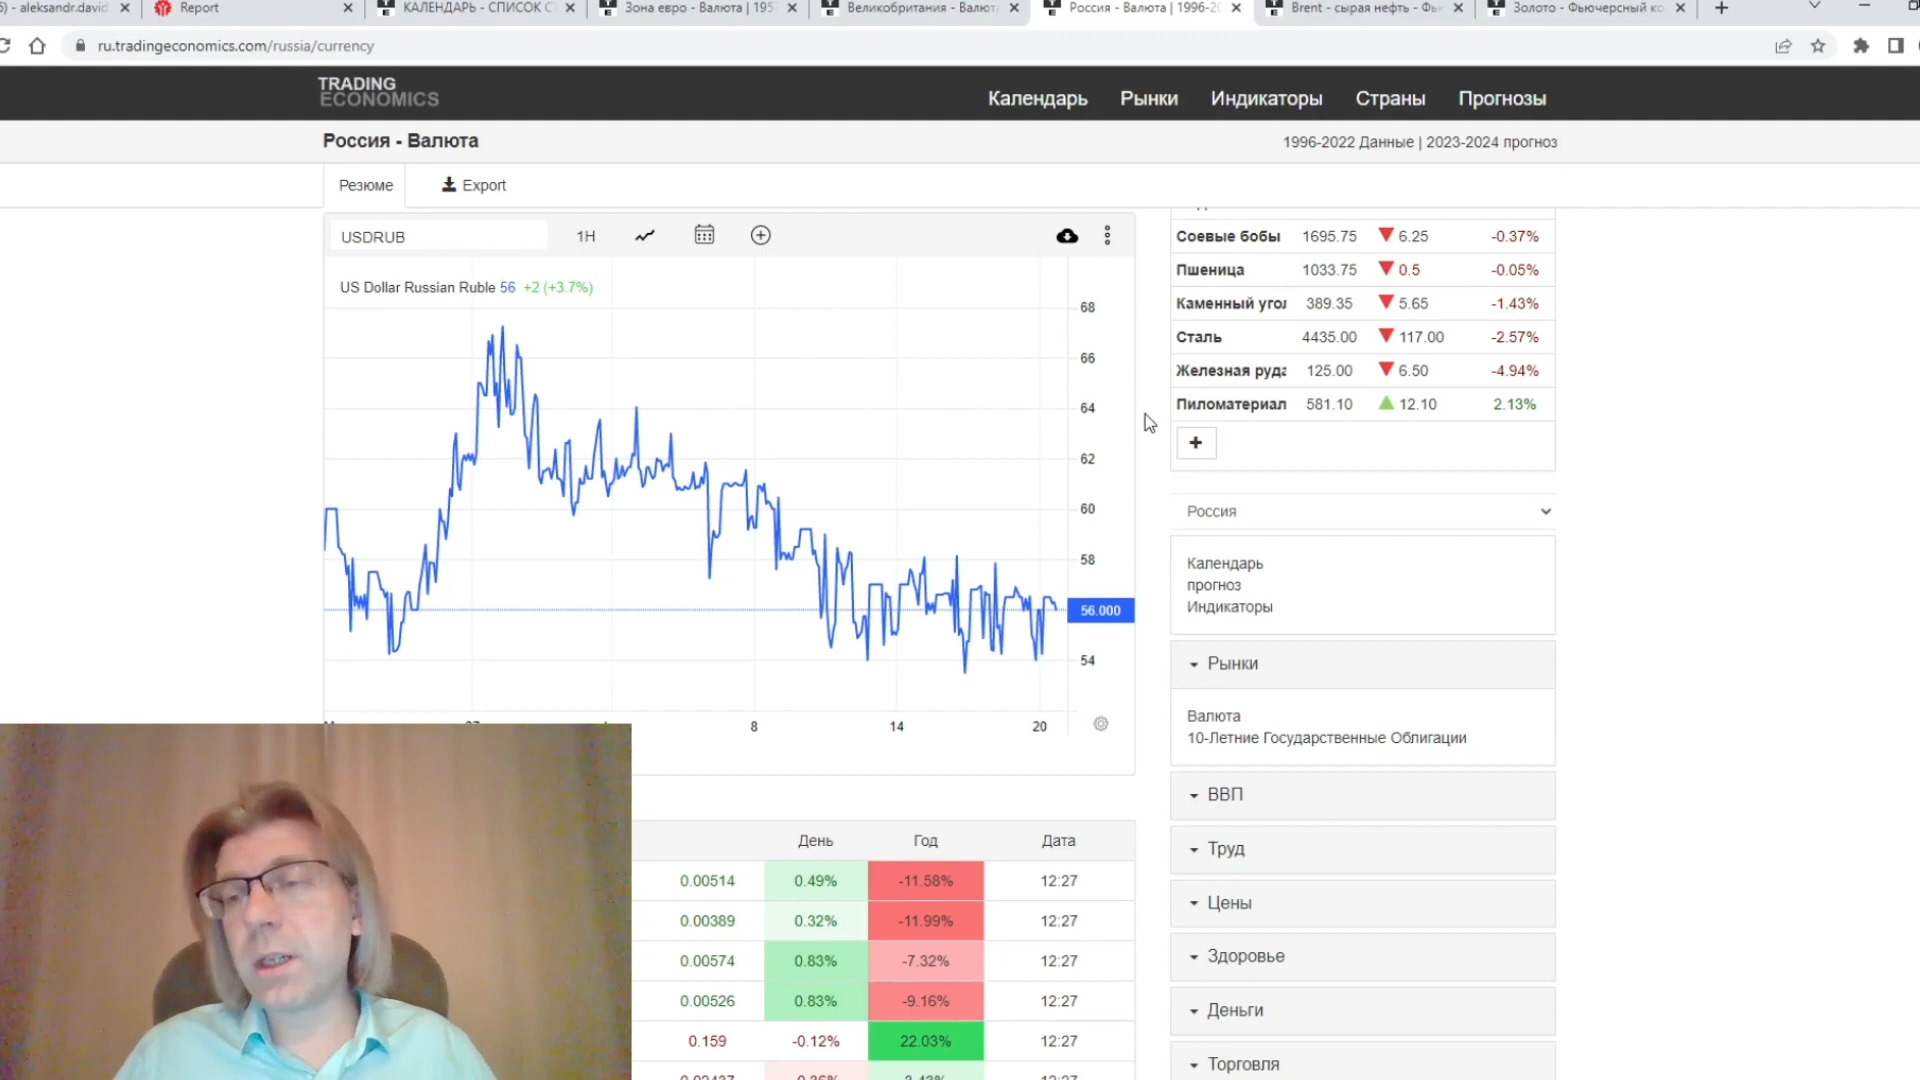 5) - aleksandr.david
Report
КАЛЕНДАРЬ - СПИСОК С
Зона евро - Валюта | 195
Великобритания - Валют
Россия - Валюта | 1996-20
Brent - сырая нефть - Фью
Золото - Фьючерсный ко
ru.tradingeconomics.com/russia/currency
TRADING
ECONOMICS
Календарь
Рынки
Индикаторы
Страны
Прогнозы
Россия - Валюта
1996-2022 Данные | 2023-2024 прогноз
Резюме
Export
USDRUB
1H
US Dollar Russian Ruble 56 +2 (+3.7%)
68
66
64
62
60
58
56.000
54
8
14
20
Соевые бобы 1695.75 6.25 -0.37%
Пшеница 1033.75 0.5 -0.05%
Каменный угол 389.35 5.65 -1.43%
Сталь 4435.00 117.00 -2.57%
Железная руда 125.00 6.50 -4.94%
Пиломатериал 581.10 12.10 2.13%
Россия
Календарь
прогноз
Индикаторы
Рынки
Валюта
10-Летние Государственные Облигации
ВВП
Труд
Цены
Здоровье
Деньги
Торговля
День Год Дата
0.00514 0.49% -11.58% 12:27
0.00389 0.32% -11.99% 12:27
0.00574 0.83% -7.32% 12:27
0.00526 0.83% -9.16% 12:27
0.159 -0.12% 22.03% 12:27